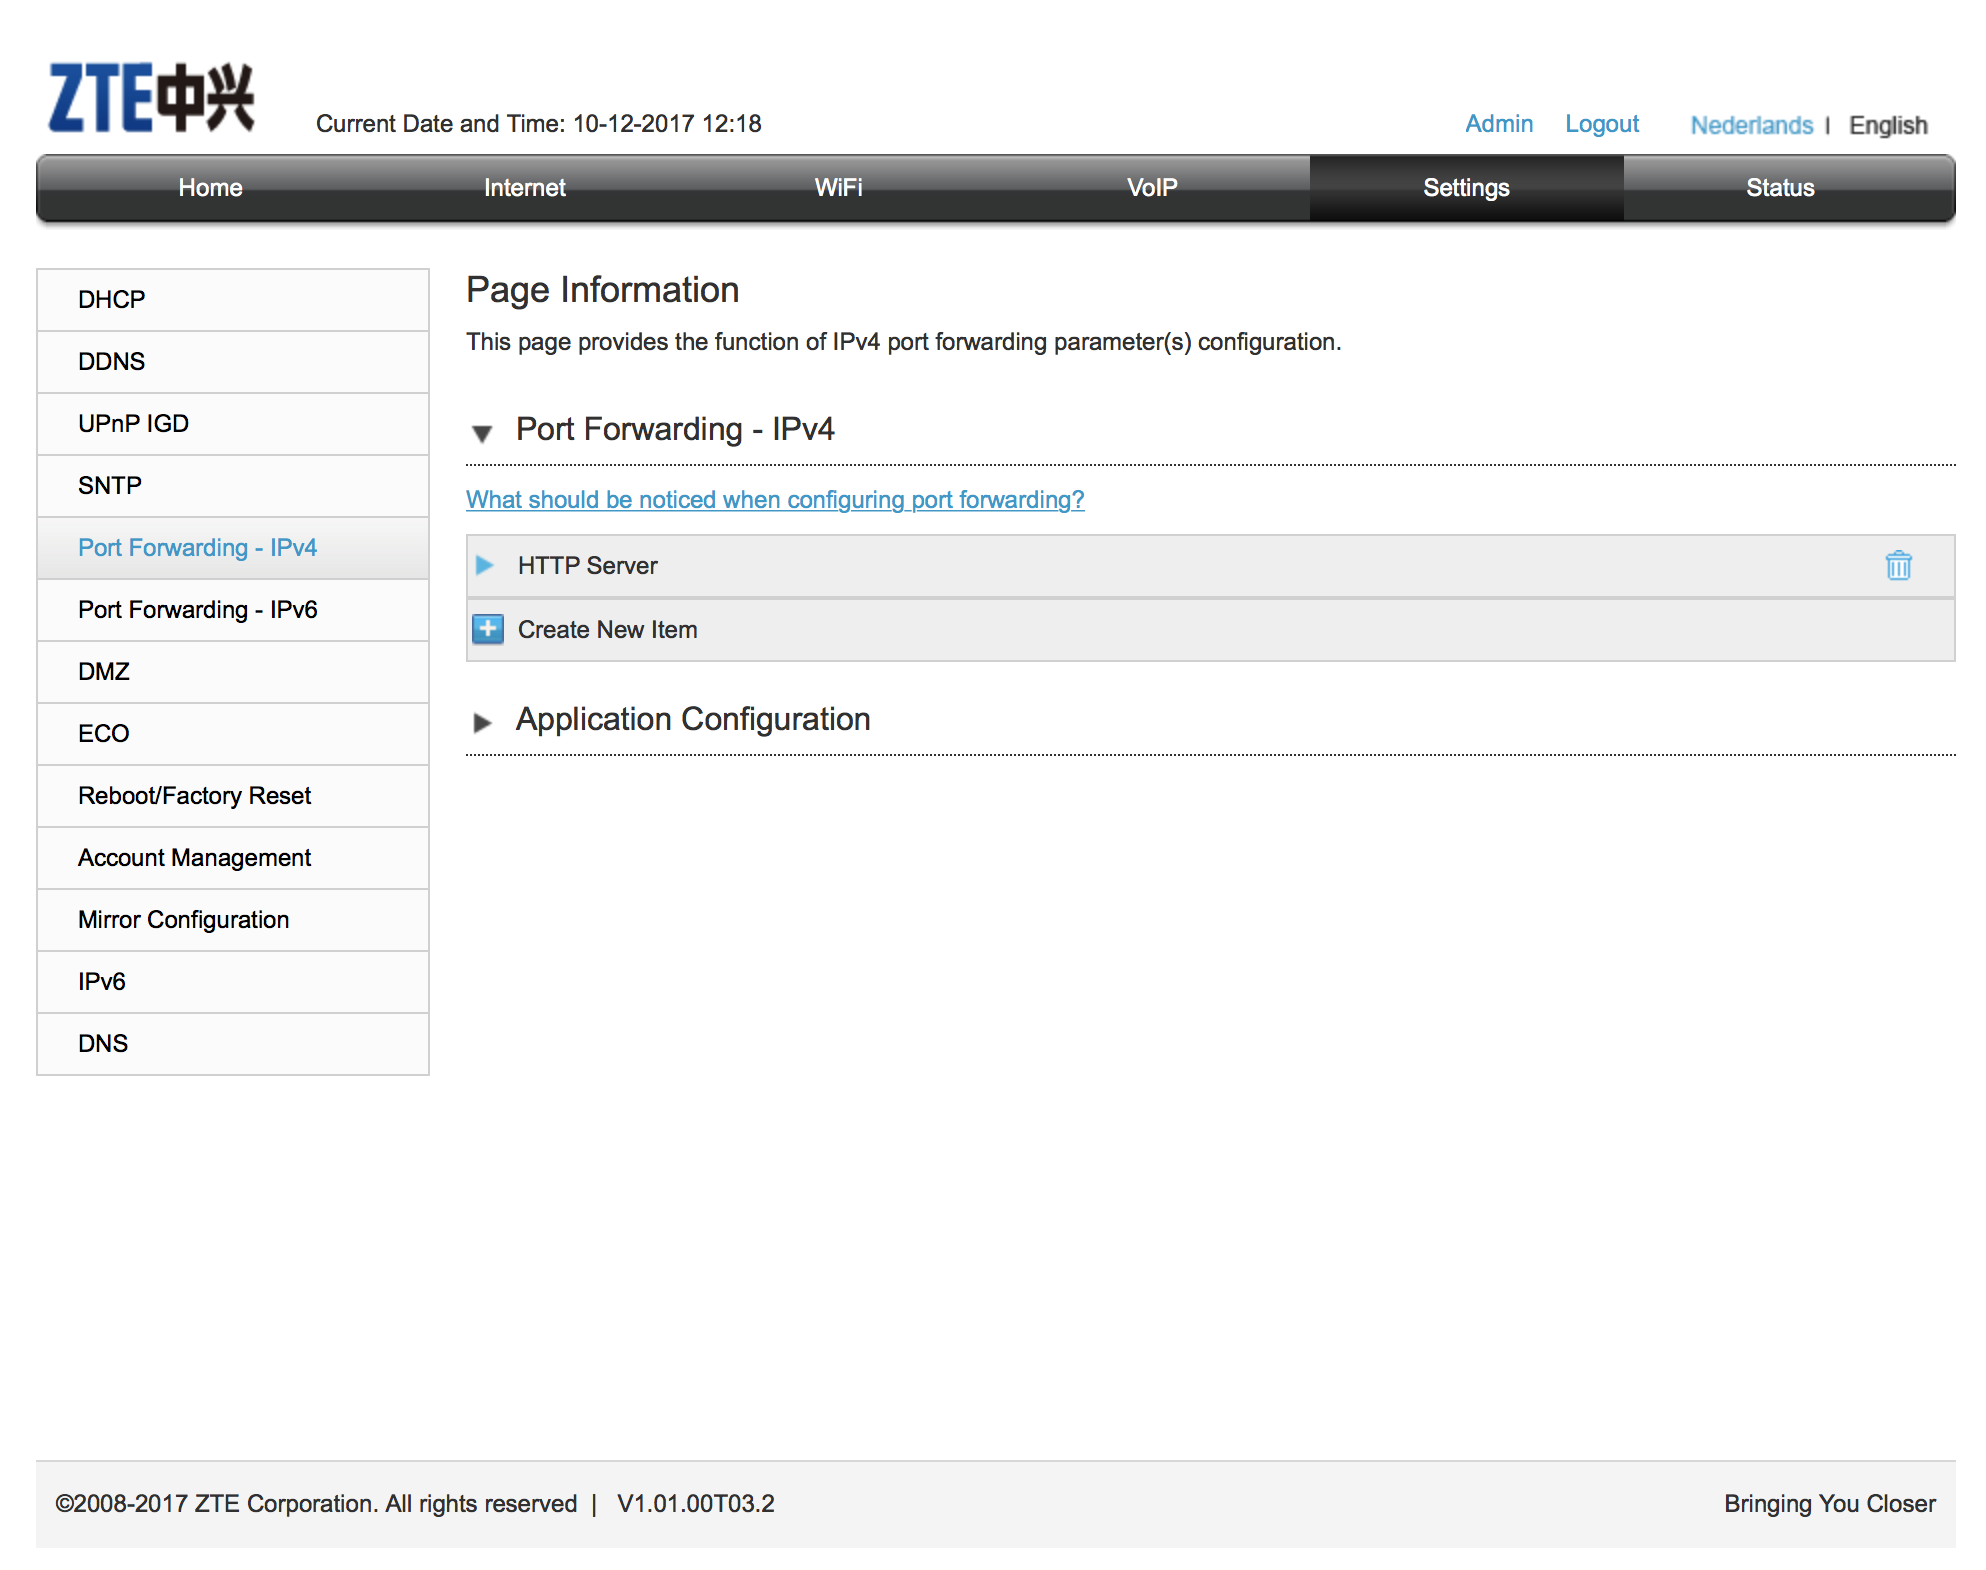 ZTE中兴
Current Date and Time: 10-12-2017 12:18
Admin Logout Nederlands | English
Home Internet WiFi VoIP Settings Status
DHCP
DDNS
UPnP IGD
SNTP
Port Forwarding - IPv4
Port Forwarding - IPv6
DMZ
ECO
Reboot/Factory Reset
Account Management
Mirror Configuration
IPv6
DNS
Page Information
This page provides the function of IPv4 port forwarding parameter(s) configuration.
Port Forwarding - IPv4
What should be noticed when configuring port forwarding?
HTTP Server
Create New Item
Application Configuration
©2008-2017 ZTE Corporation. All rights reserved | V1.01.00T03.2
Bringing You Closer